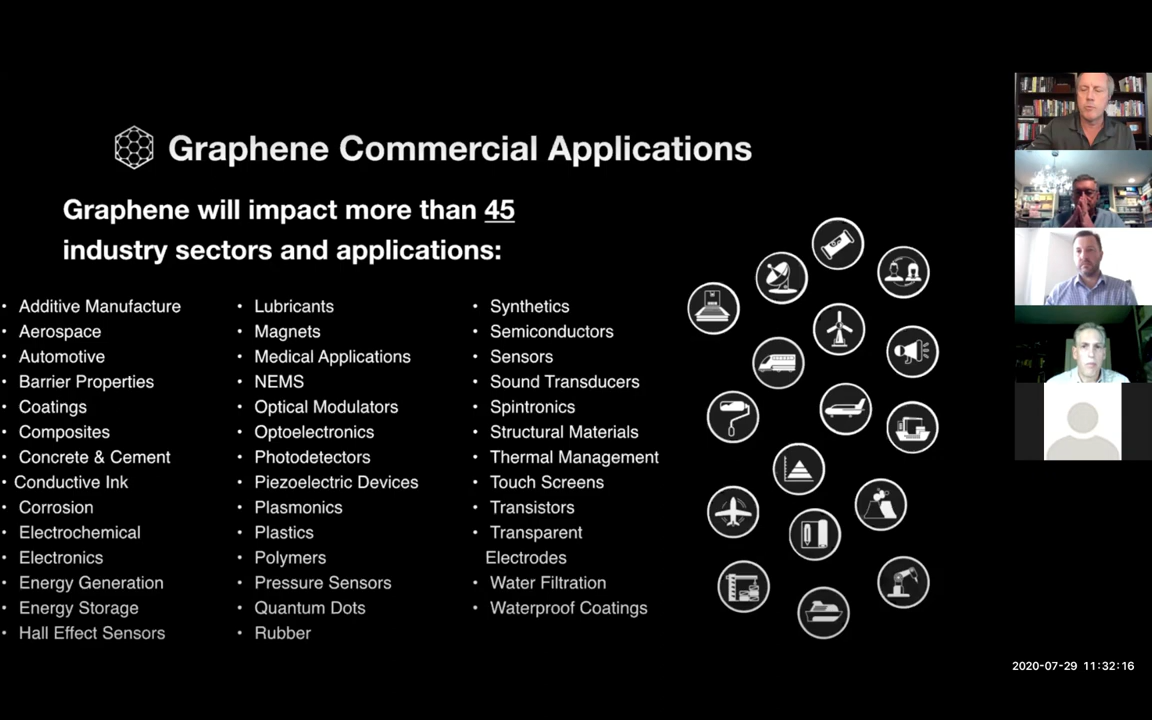 Graphene Commercial Applications
Graphene will impact more than 45
industry sectors and applications:
• Additive Manufacture
• Aerospace
• Automotive
• Barrier Properties
• Coatings
• Composites
• Concrete & Cement
• Conductive Ink
• Corrosion
• Electrochemical
• Electronics
• Energy Generation
• Energy Storage
• Hall Effect Sensors
• Lubricants
• Magnets
• Medical Applications
• NEMS
• Optical Modulators
• Optoelectronics
• Photodetectors
• Piezoelectric Devices
• Plasmonics
• Plastics
• Polymers
• Pressure Sensors
• Quantum Dots
• Rubber
• Synthetics
• Semiconductors
• Sensors
• Sound Transducers
• Spintronics
• Structural Materials
• Thermal Management
• Touch Screens
• Transistors
• Transparent
Electrodes
• Water Filtration
• Waterproof Coatings
2020-07-29 11:32:16